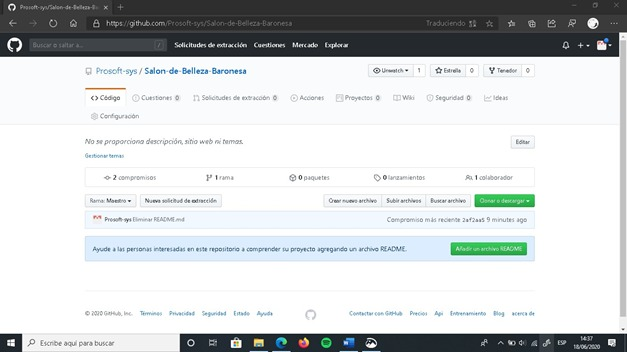 Prosoft-sys/Salon-de-Belleza-Ba
https://github.com/Prosoft-sys/Salon-de-Belleza-Baronesa
Traduciendo
Buscar o saltar a...
/
Solicitudes de extracción Cuestiones Mercado Explorar
Prosoft-sys / Salon-de-Belleza-Baronesa
Unwatch 1 Estrella 0 Tenedor 0
Código Cuestiones 0 Solicitudes de extracción 0 Acciones Proyectos 0 Wiki Seguridad 0 Ideas
Configuración
No se proporciona descripción, sitio web ni temas.
Editar
Gestionar temas
2 compromisos 1 rama 0 paquetes 0 lanzamientos 1 colaborador
Rama: Maestro Nueva solicitud de extracción Crear nuevo archivo Subir archivos Buscar archivo Clonar o descargar
Prosoft-sys Eliminar README.md
Compromiso más reciente 2af2aa5 9 minutes ago
Ayude a las personas interesadas en este repositorio a comprender su proyecto agregando un archivo README.
Añadir un archivo README
© 2020 GitHub, Inc. Términos Privacidad Seguridad Estado Ayuda
Contactar con GitHub Precios Api Entrenamiento Blog acerca de
Escribe aquí para buscar
ESP
14:37
18/06/2020